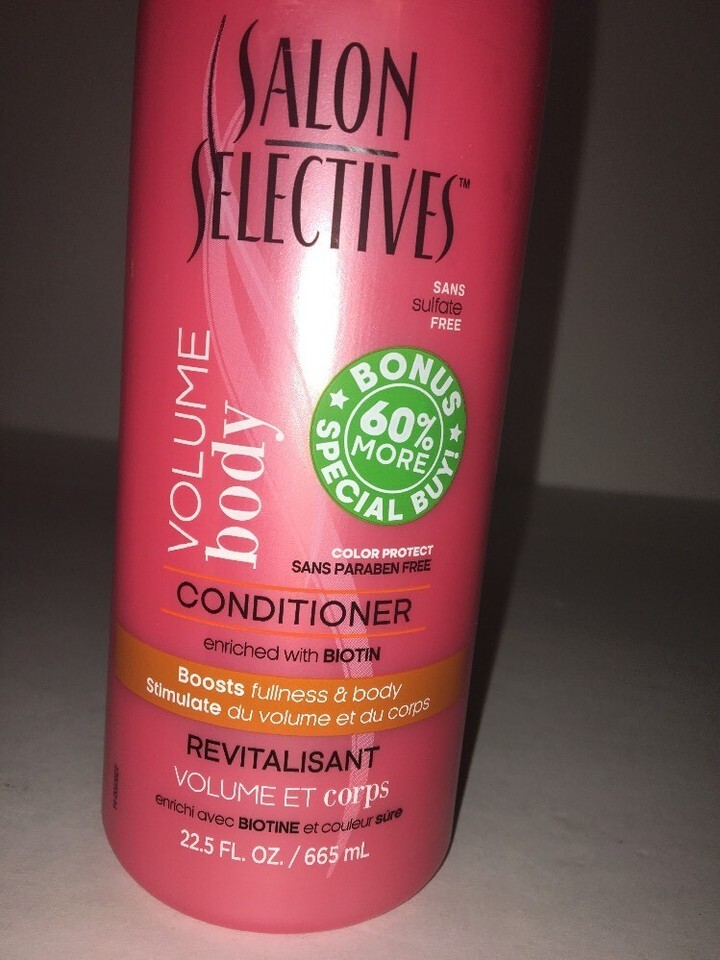 SALON
SELECTIVES™
SANS
sulfate
FREE
VOLUME
body
BONUS
60%
MORE
SPECIAL BUY!
COLOR PROTECT
SANS PARABEN FREE
CONDITIONER
enriched with BIOTIN
Boosts fullness & body
Stimulate du volume et du corps
REVITALISANT
VOLUME ET corps
enrichi avec BIOTINE et couleur sûre
22.5 FL. OZ. / 665 mL